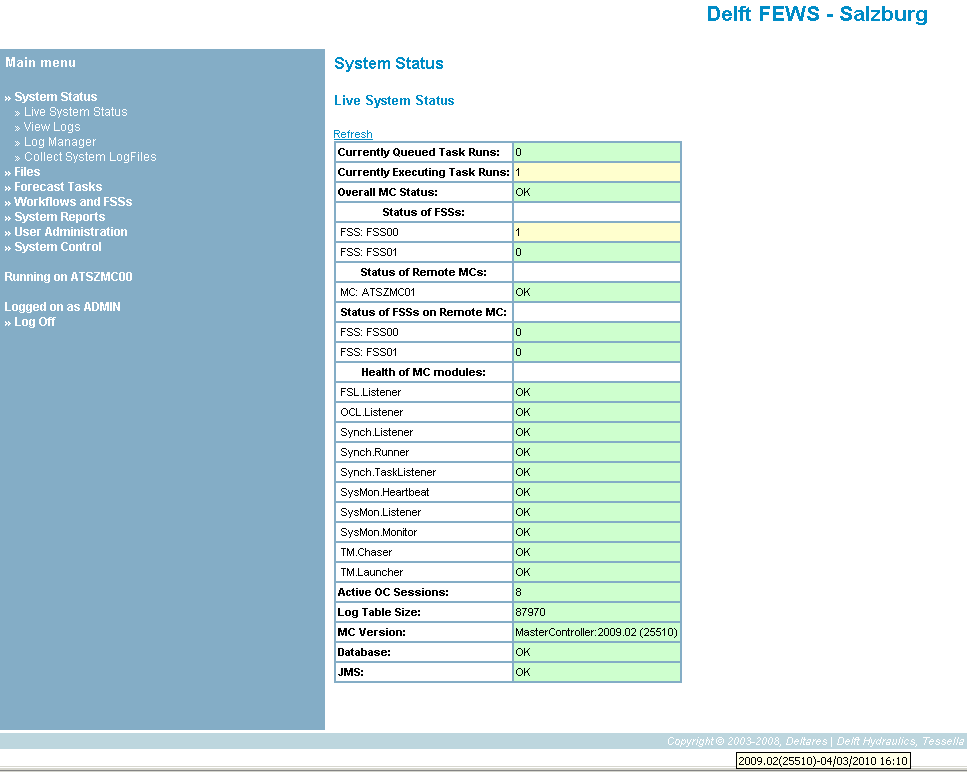 Delft FEWS - Salzburg
Main menu
» System Status
» Live System Status
» View Logs
» Log Manager
» Collect System LogFiles
» Files
» Forecast Tasks
» Workflows and FSSs
» System Reports
» User Administration
» System Control
Running on ATSZMC00
Logged on as ADMIN
» Log Off
System Status
Live System Status
Refresh
Currently Queued Task Runs: 0
Currently Executing Task Runs: 1
Overall MC Status: OK
Status of FSSs:
FSS: FSS00 1
FSS: FSS01 0
Status of Remote MCs:
MC: ATSZMC01 OK
Status of FSSs on Remote MC:
FSS: FSS00 0
FSS: FSS01 0
Health of MC modules:
FSL.Listener OK
OCL.Listener OK
Synch.Listener OK
Synch.Runner OK
Synch.TaskListener OK
SysMon.Heartbeat OK
SysMon.Listener OK
SysMon.Monitor OK
TM.Chaser OK
TM.Launcher OK
Active OC Sessions: 8
Log Table Size: 87970
MC Version: MasterController:2009.02 (25510)
Database: OK
JMS: OK
Copyright © 2003-2008, Deltares | Delft Hydraulics, Tessella
2009.02(25510)-04/03/2010 16:10